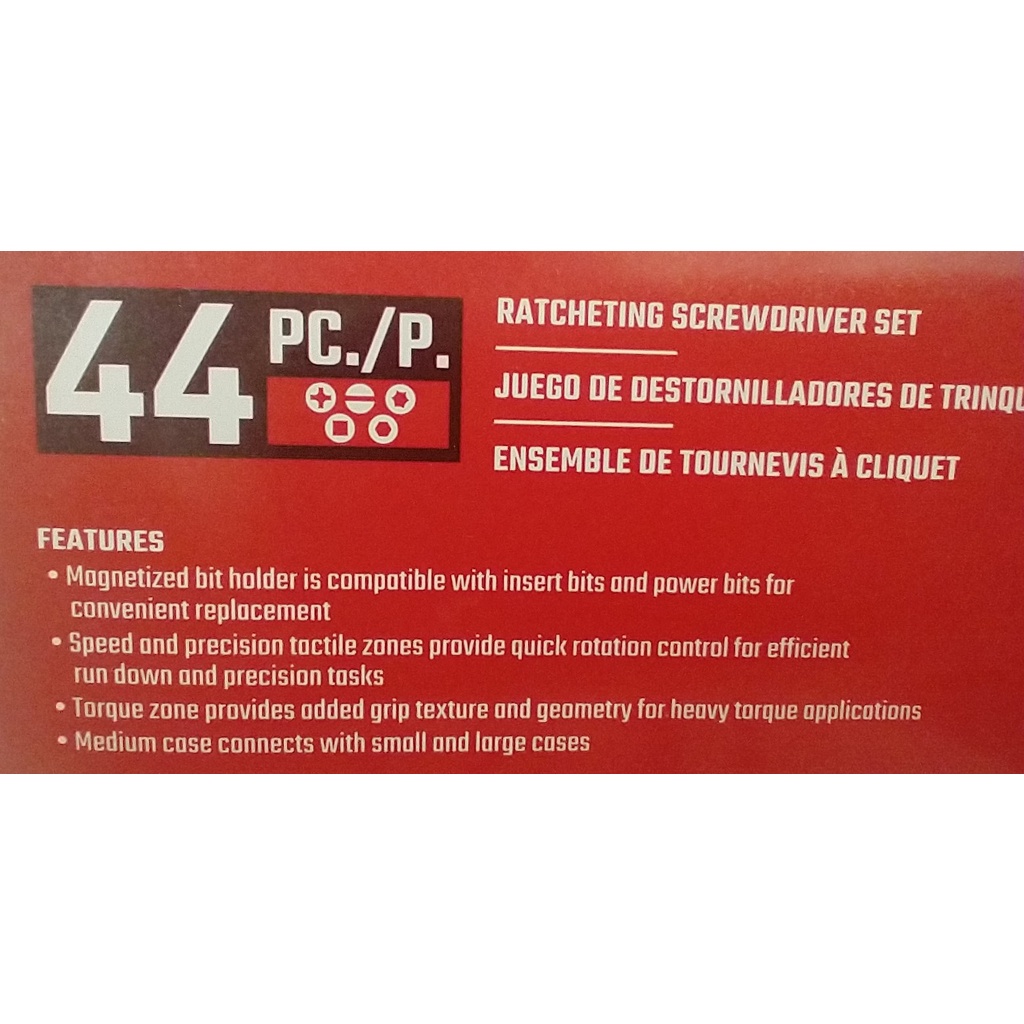 44 PC./P.
RATCHETING SCREWDRIVER SET
JUEGO DE DESTORNILLADORES DE
ENSEMBLE DE TOURNEVIS À CLIQUET
FEATURES
• Magnetized bit holder is compatible with insert bits and power bits for
convenient replacement
• Speed and precision tactile zones provide quick rotation control for efficient
run down and precision tasks
• Torque zone provides added grip texture and geometry for heavy torque applications
• Medium case connects with small and large cases